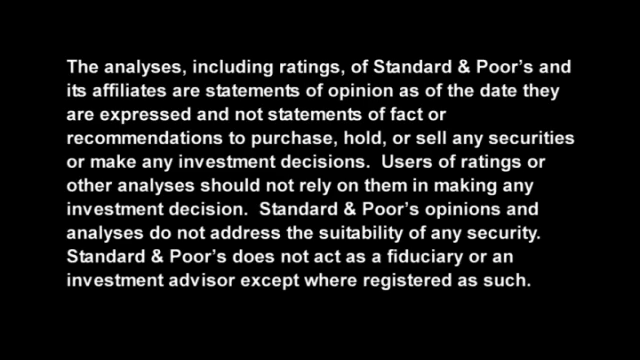 The analyses, including ratings, of Standard & Poor's and
its affiliates are statements of opinion as of the date they
are expressed and not statements of fact or
recommendations to purchase, hold, or sell any securities
or make any investment decisions.  Users of ratings or
other analyses should not rely on them in making any
investment decision.  Standard & Poor's opinions and
analyses do not address the suitability of any security.
Standard & Poor's does not act as a fiduciary or an
investment advisor except where registered as such.